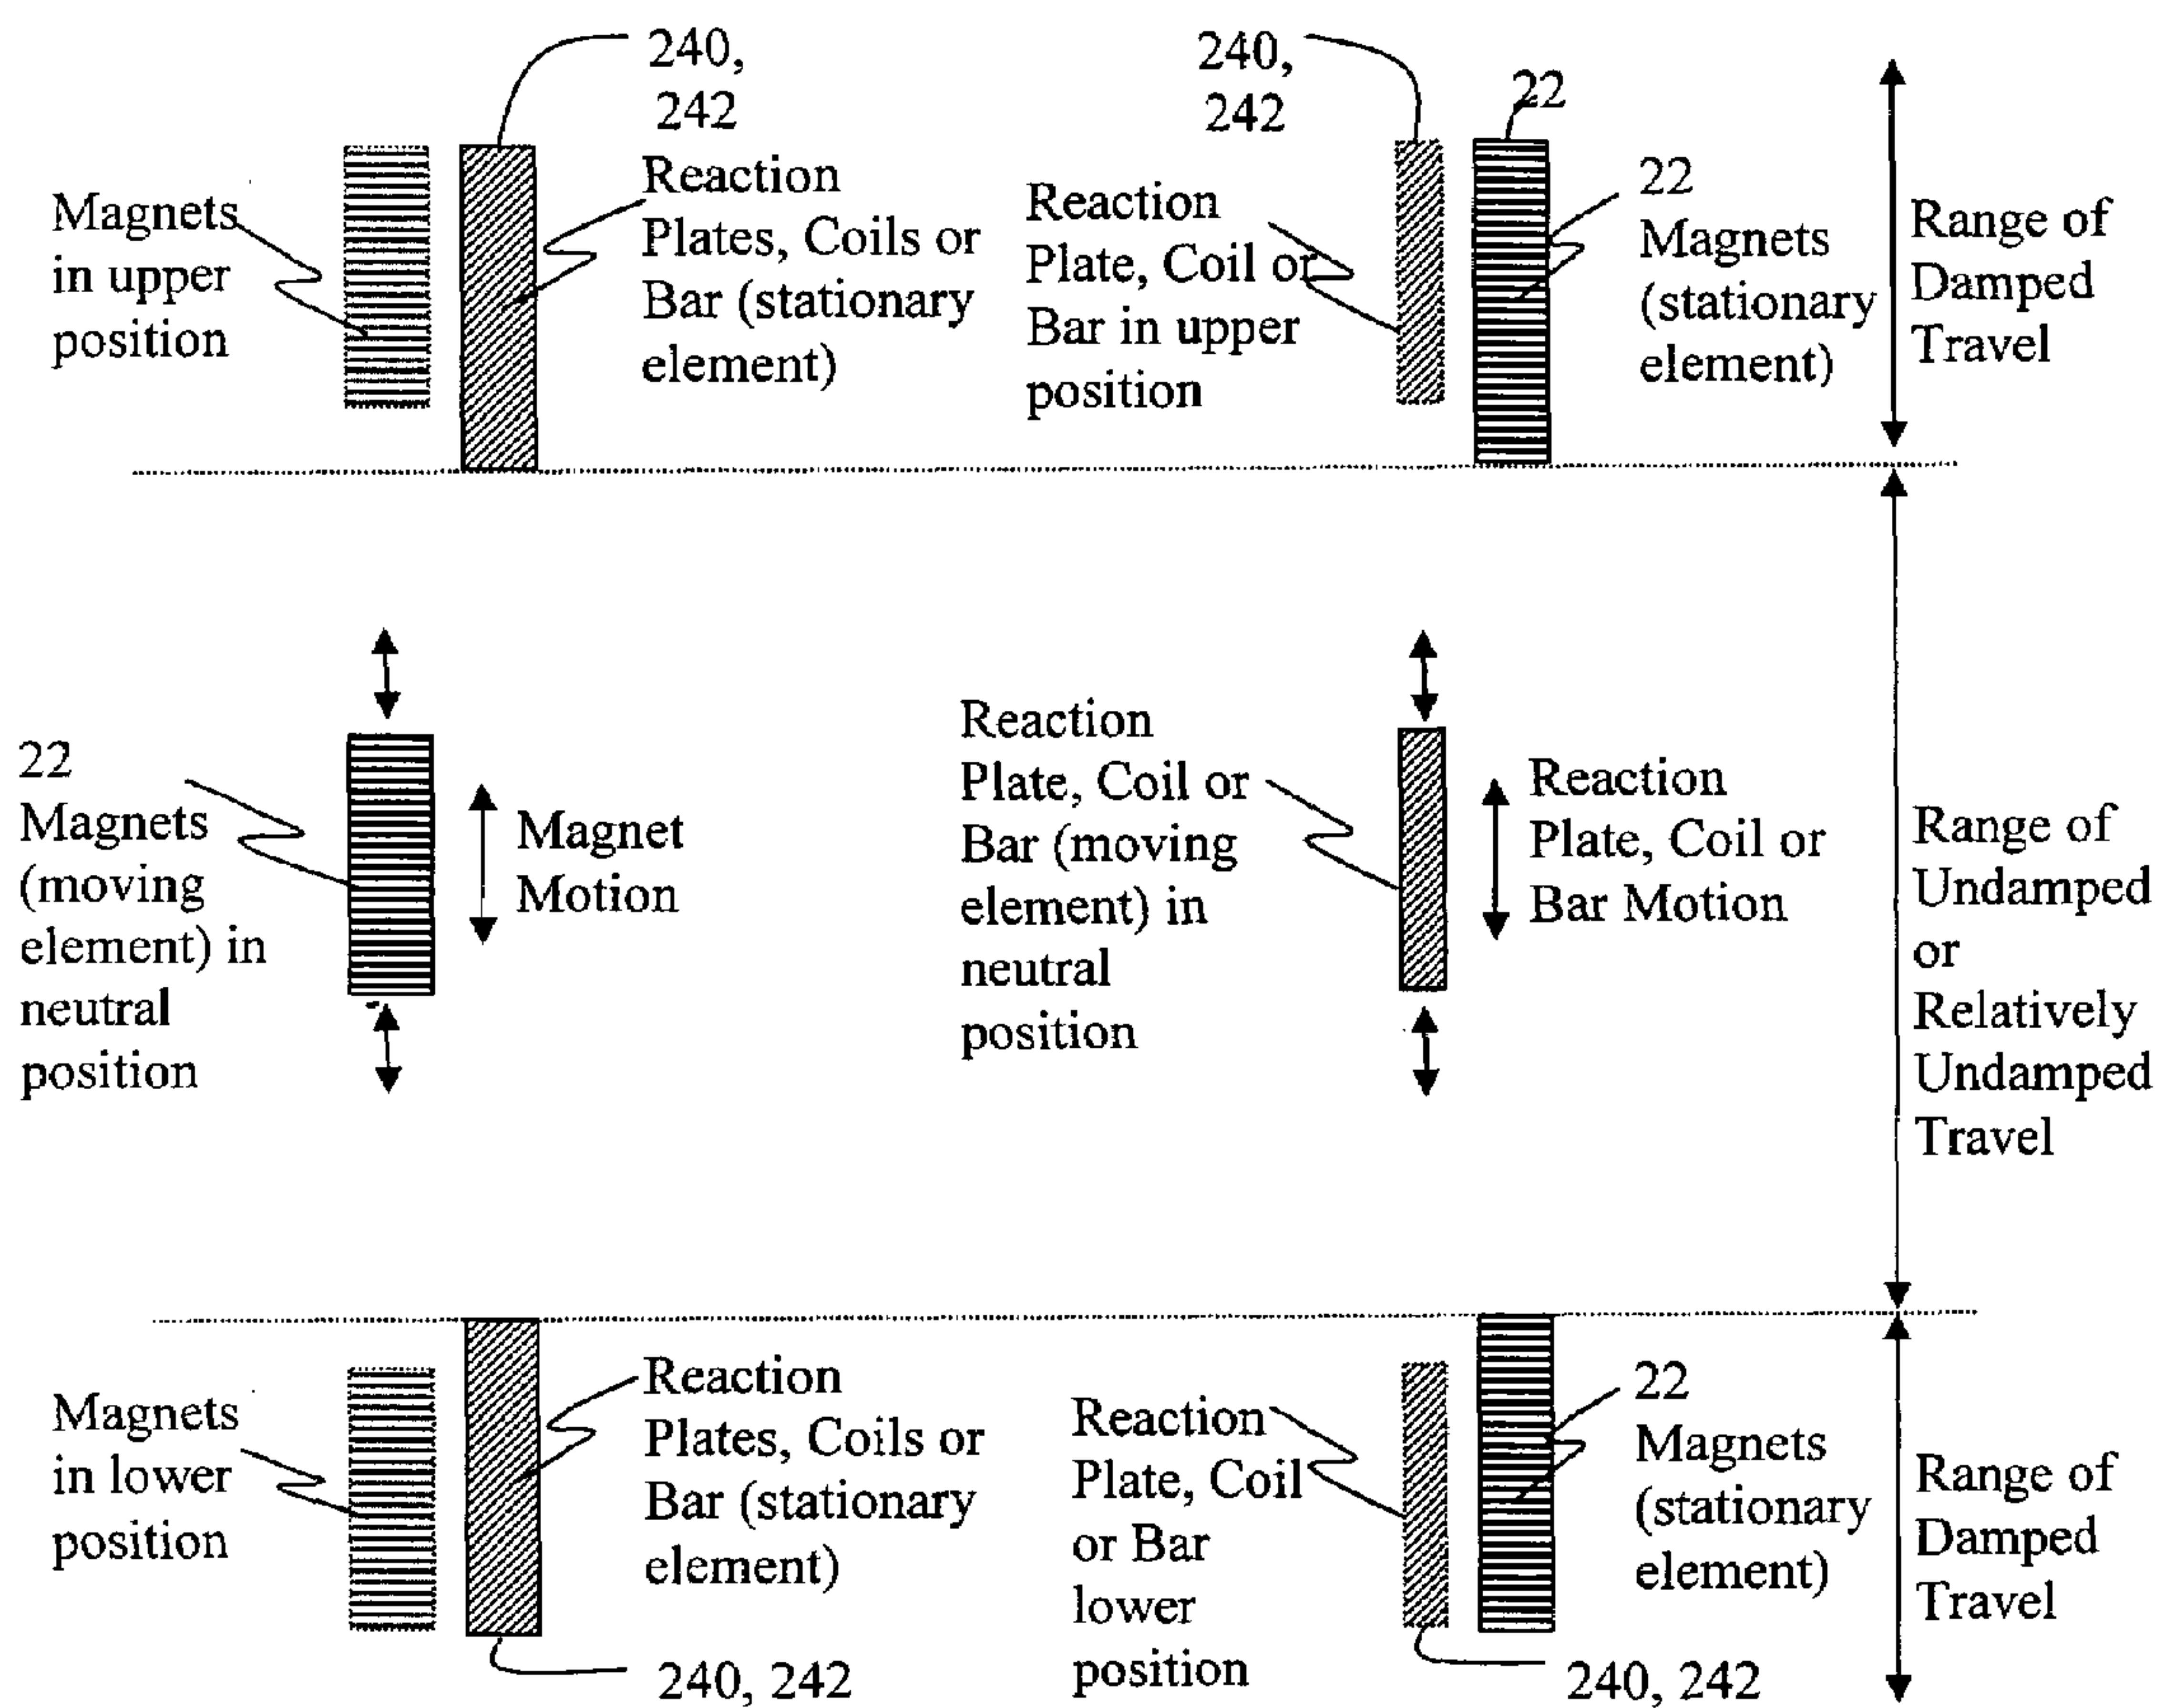 240,
242
Magnets
in upper
position
Reaction
Plates, Coils or
Bar (stationary
element)
240,
242
22
Reaction
Plate, Coil or
Bar in upper
position
22
Magnets
(stationary
element)
Range of
Damped
Travel
22
Magnets
(moving
element) in
neutral
position
Magnet
Motion
Reaction
Plate, Coil or
Bar (moving
element) in
neutral
position
Reaction
Plate, Coil or
Bar Motion
Range of
Undamped
or
Relatively
Undamped
Travel
Magnets
in lower
position
Reaction
Plates, Coils or
Bar (stationary
element)
240, 242
Reaction
Plate, Coil
or Bar
lower
position
22
Magnets
(stationary
element)
240, 242
Range of
Damped
Travel